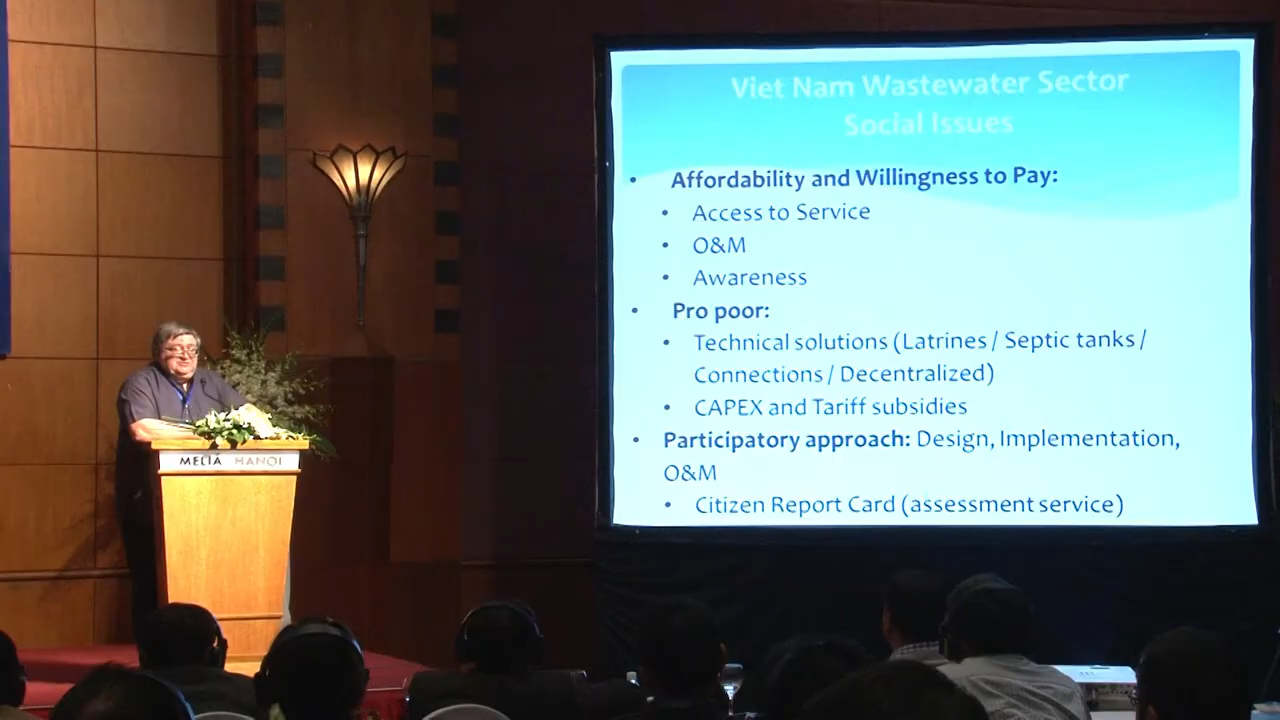 Viet Nam Wastewater Sector
Social Issues
• Affordability and Willingness to Pay:
• Access to Service
• O&M
• Awareness
• Pro poor:
• Technical solutions (Latrines / Septic tanks /
Connections / Decentralized)
• CAPEX and Tariff subsidies
• Participatory approach: Design, Implementation,
O&M
• Citizen Report Card (assessment service)
MELIÃ HANOI